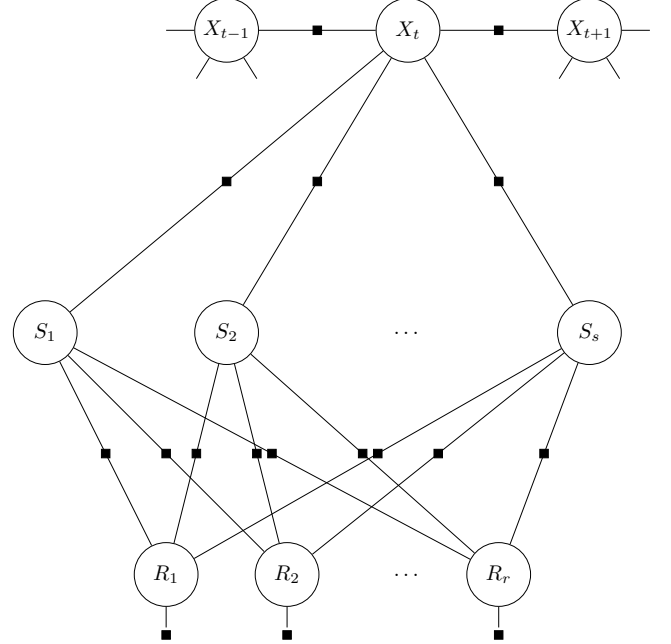 X_{t-1} X_t X_{t+1}
S_1 S_2 ... S_s
R_1 R_2 ... R_r